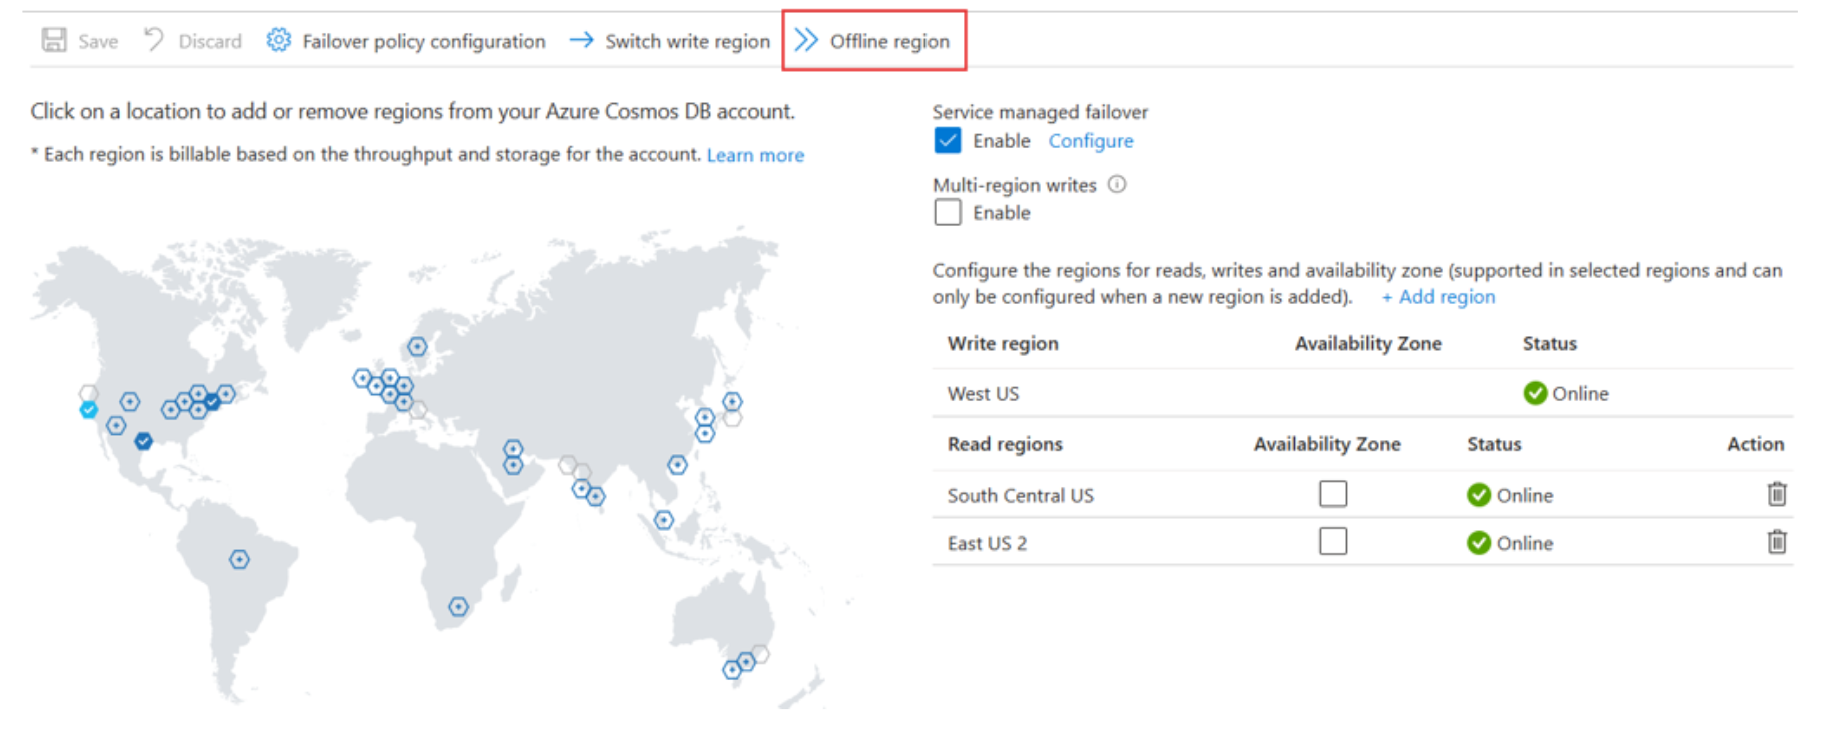 Save Discard Failover policy configuration Switch write region Offline region
Click on a location to add or remove regions from your Azure Cosmos DB account.
* Each region is billable based on the throughput and storage for the account. Learn more
Service managed failover
Enable Configure
Multi-region writes
Enable
Configure the regions for reads, writes and availability zone (supported in selected regions and can
only be configured when a new region is added). + Add region
Write region Availability Zone Status
West US Online
Read regions Availability Zone Status Action
South Central US Online
East US 2 Online